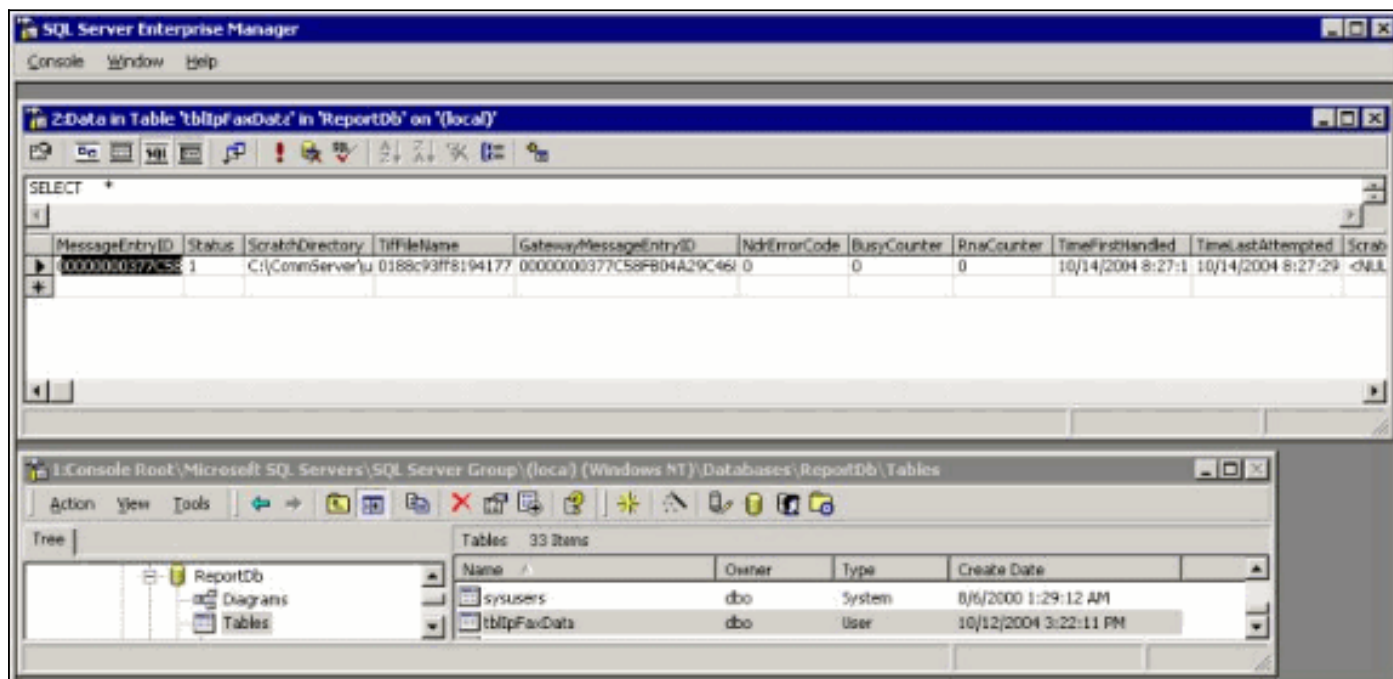 SQL Server Enterprise Manager
Console Window Help
2:Data in Table 'tblIpFaxData' in 'ReportDb' on '(local)'
SELECT *
MessageEntryID Status ScratchDirectory TiffFileName GatewayMessageEntryID NdrErrorCode BusyCounter RnaCounter TimeFirstHandled TimeLastAttempted Scrab
00000000377C58 1 C:\CommServer\u 0188c93ff8194177 00000000377C58FB04A29C46 0 0 0 10/14/2004 8:27:1 10/14/2004 8:27:29 <NUL
1:Console Root\Microsoft SQL Servers\SQL Server Group\(local) (Windows NT)\Databases\ReportDb\Tables
Action View Tools
Tree
Tables 33 Items
ReportDb
Diagrams
Tables
Name Owner Type Create Date
sysusers dbo System 8/6/2000 1:29:12 AM
tblIpFaxData dbo User 10/12/2004 3:22:11 PM